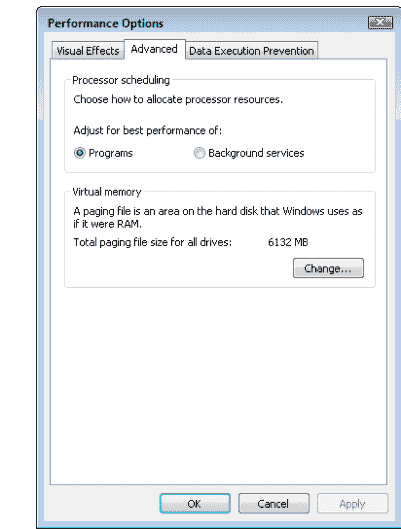 Performance Options
Visual Effects Advanced Data Execution Prevention
Processor scheduling
Choose how to allocate processor resources.
Adjust for best performance of:
Programs Background services
Virtual memory
A paging file is an area on the hard disk that Windows uses as
if it were RAM.
Total paging file size for all drives: 6132 MB
Change...
OK Cancel Apply